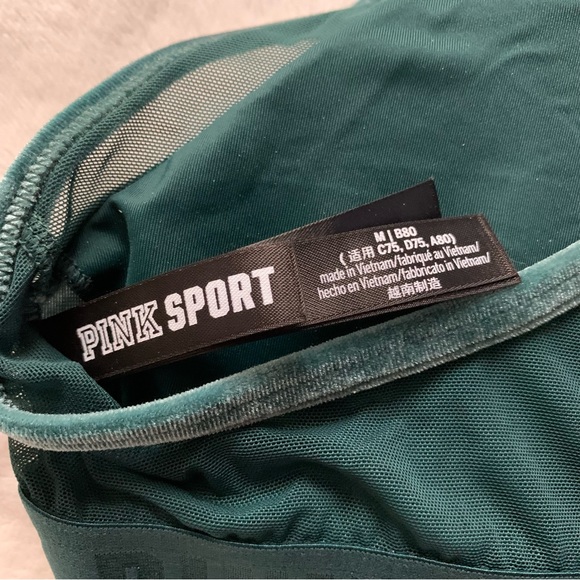 PINK SPORT
M | B80
(适用 C75, D75, A80)
made in Vietnam/fabriqué au Vietnam/
hecho en Vietnam/fabbricato in Vietnam/
越南制造